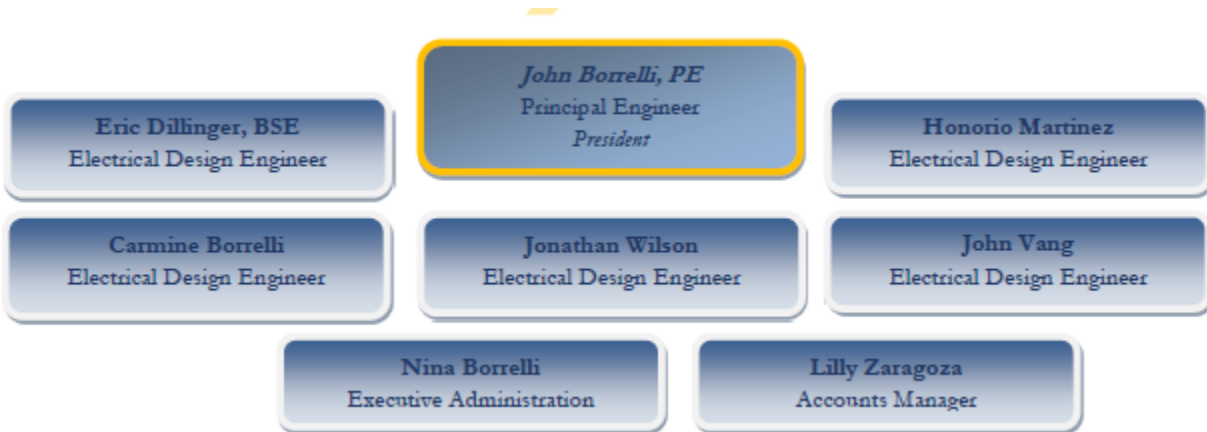 John Borrelli, PE
Principal Engineer
President
Eric Dillinger, BSE
Electrical Design Engineer
Honorio Martinez
Electrical Design Engineer
Carmine Borrelli
Electrical Design Engineer
Jonathan Wilson
Electrical Design Engineer
John Vang
Electrical Design Engineer
Nina Borrelli
Executive Administration
Lilly Zaragoza
Accounts Manager